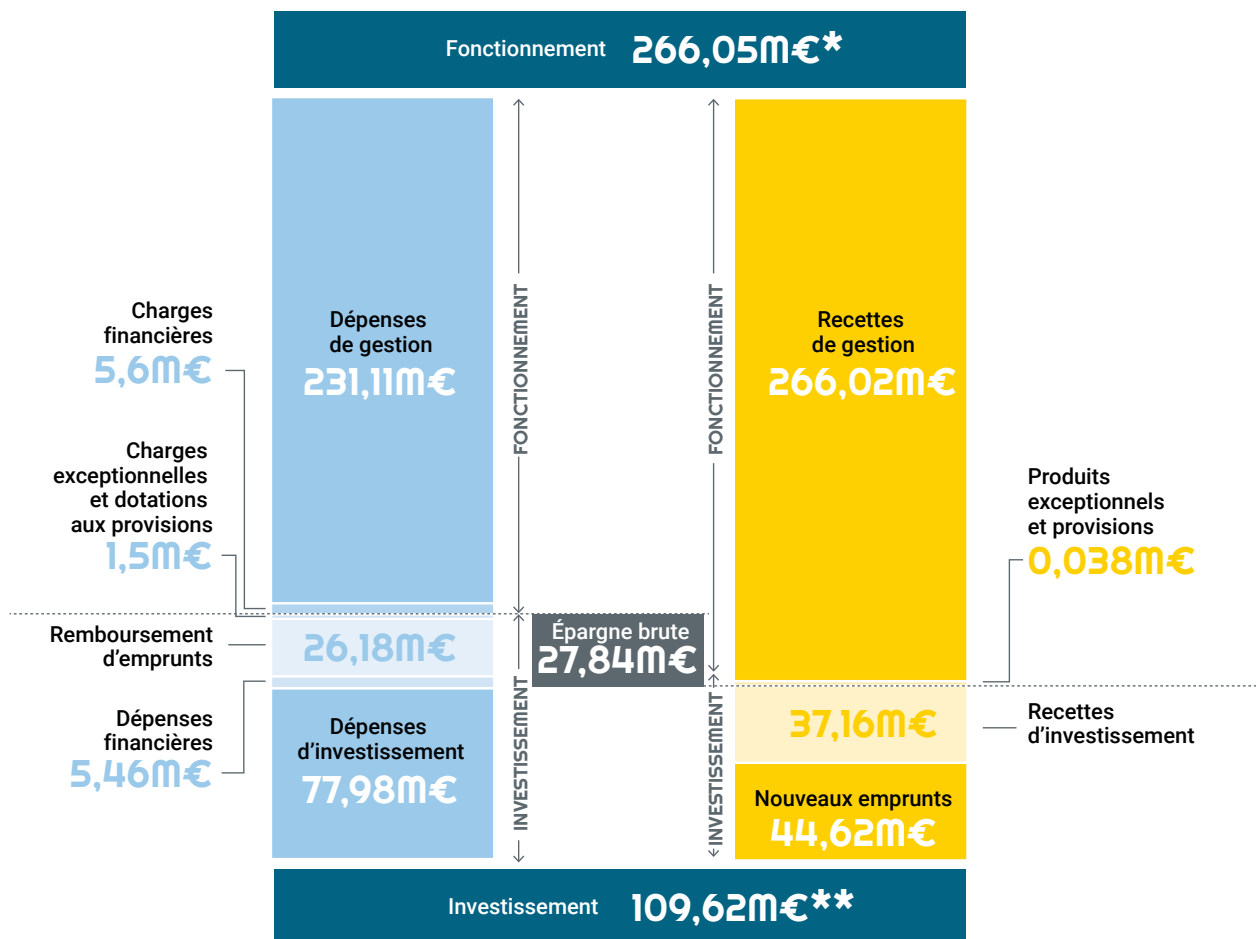 Fonctionnement 266,05M€*
Charges
financières
5,6M€
Charges
exceptionnelles
et dotations
aux provisions
1,5M€
Remboursement
d'emprunts
Dépenses
financières
5,46M€
Dépenses
de gestion
231,11M€
26,18M€
Dépenses
d'investissement
77,98M€
FONCTIONNEMENT
INVESTISSEMENT
Épargne brute
27,84M€
FONCTIONNEMENT
INVESTISSEMENT
Recettes
de gestion
266,02M€
37,16M€
Nouveaux emprunts
44,62M€
Produits
exceptionnels
et provisions
0,038M€
Recettes
d'investissement
Investissement 109,62M€**